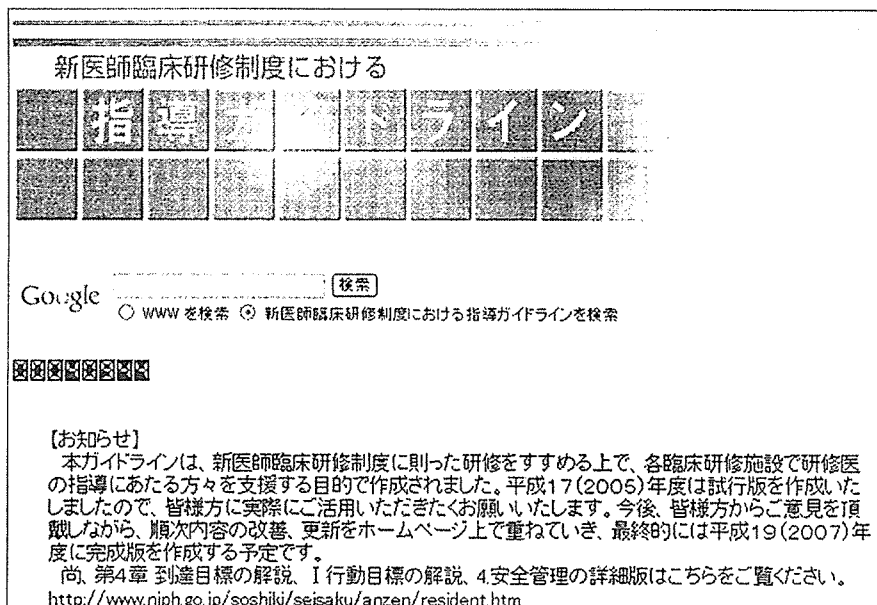 新医師臨床研修制度における
指導ガイドライン
Google 検索
WWW を検索 新医師臨床研修制度における指導ガイドラインを検索
【お知らせ】
本ガイドラインは、新医師臨床研修制度に則った研修をすすめる上で、各臨床研修施設で研修医
の指導にあたる方々を支援する目的で作成されました。平成17(2005)年度は試行版を作成いた
しましたので、皆様方に実際にご活用いただきたくお願いいたします。今後、皆様方からご意見を頂
戴しながら、順次内容の改善、更新をホームページ上で重ねていき、最終的には平成19(2007)年
度に完成版を作成する予定です。
尚、第4章 到達目標の解説、Ⅰ行動目標の解説、4.安全管理の詳細版はこちらをご覧ください。
http://www.niph.go.jp/soshiki/seisaku/anzen/resident.htm